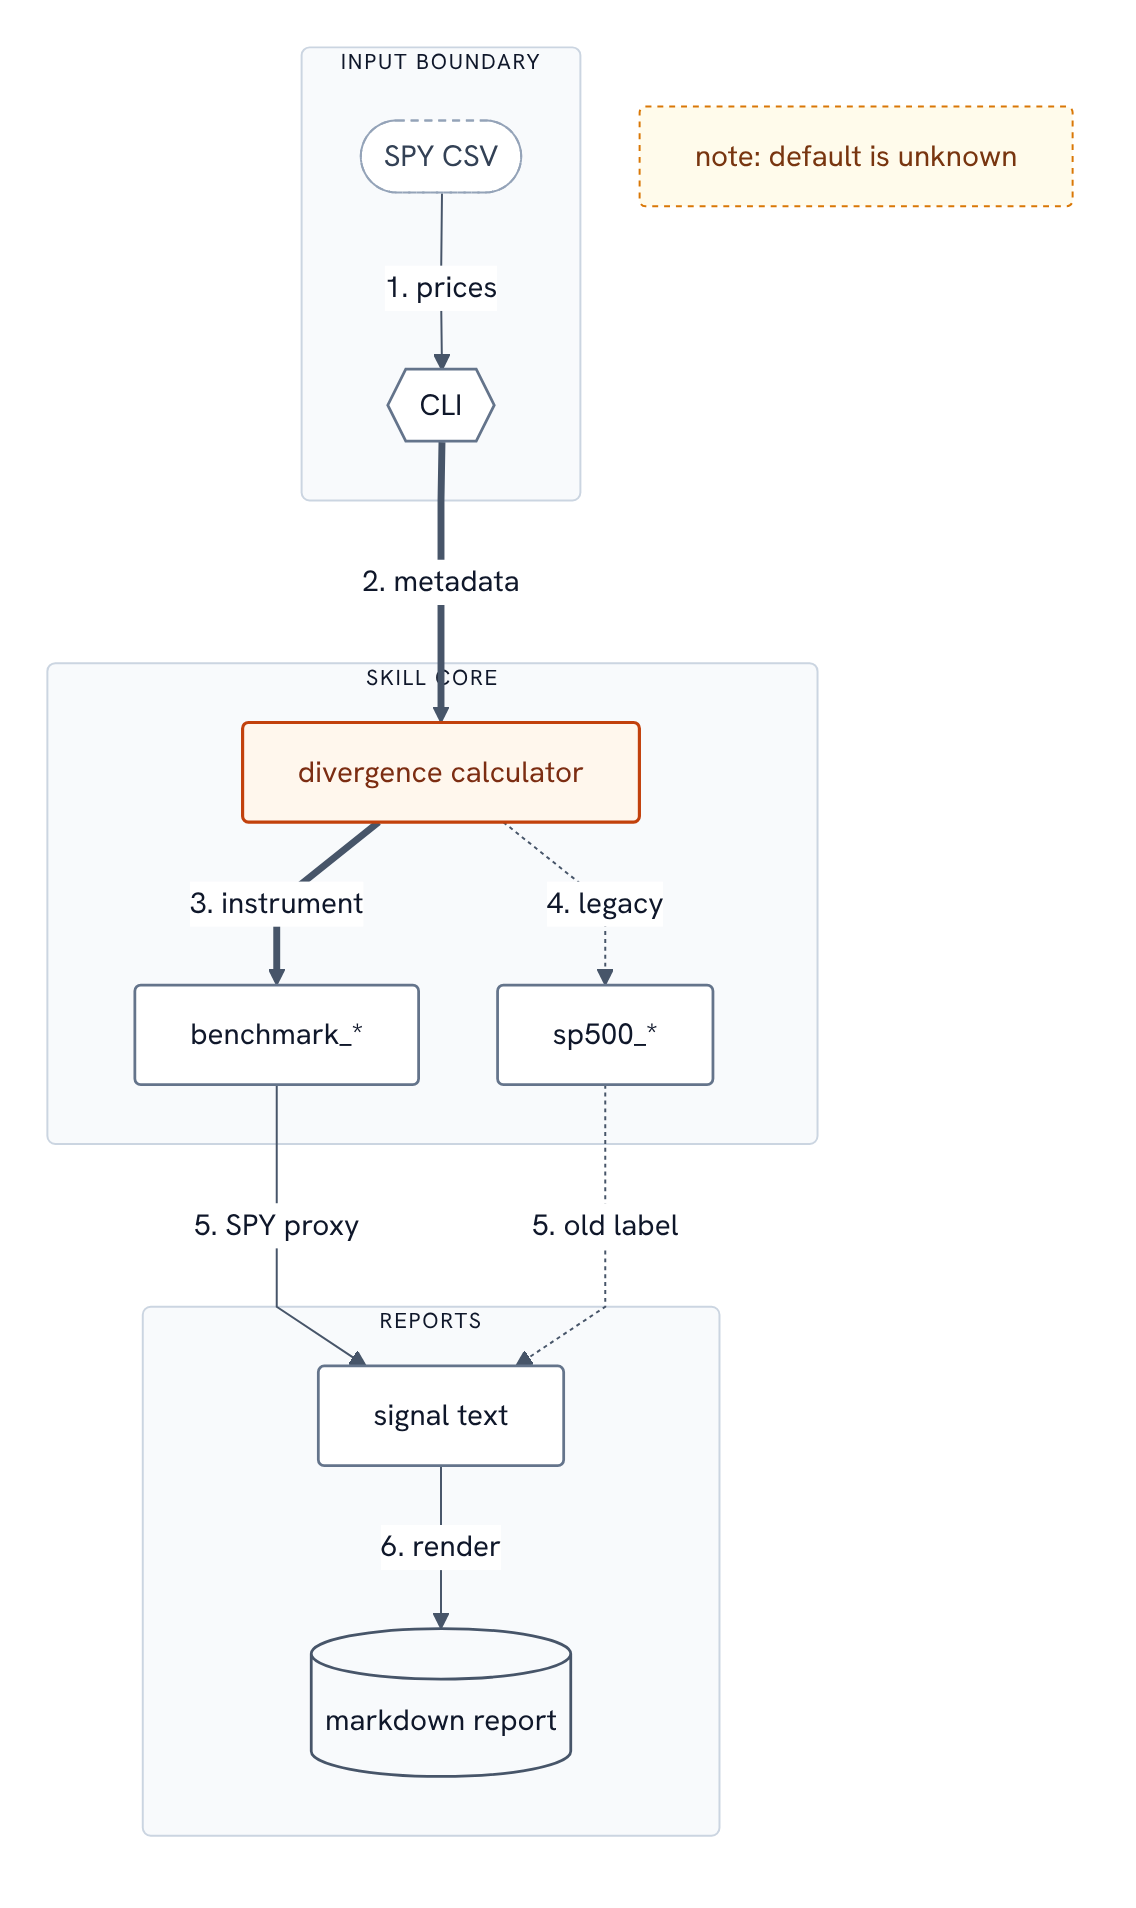 INPUT BOUNDARY
SPY CSV
note: default is unknown
1. prices
CLI
2. metadata
SKILL CORE
divergence calculator
3. instrument
4. legacy
benchmark_*
sp500_*
5. SPY proxy
5. old label
REPORTS
signal text
6. render
markdown report